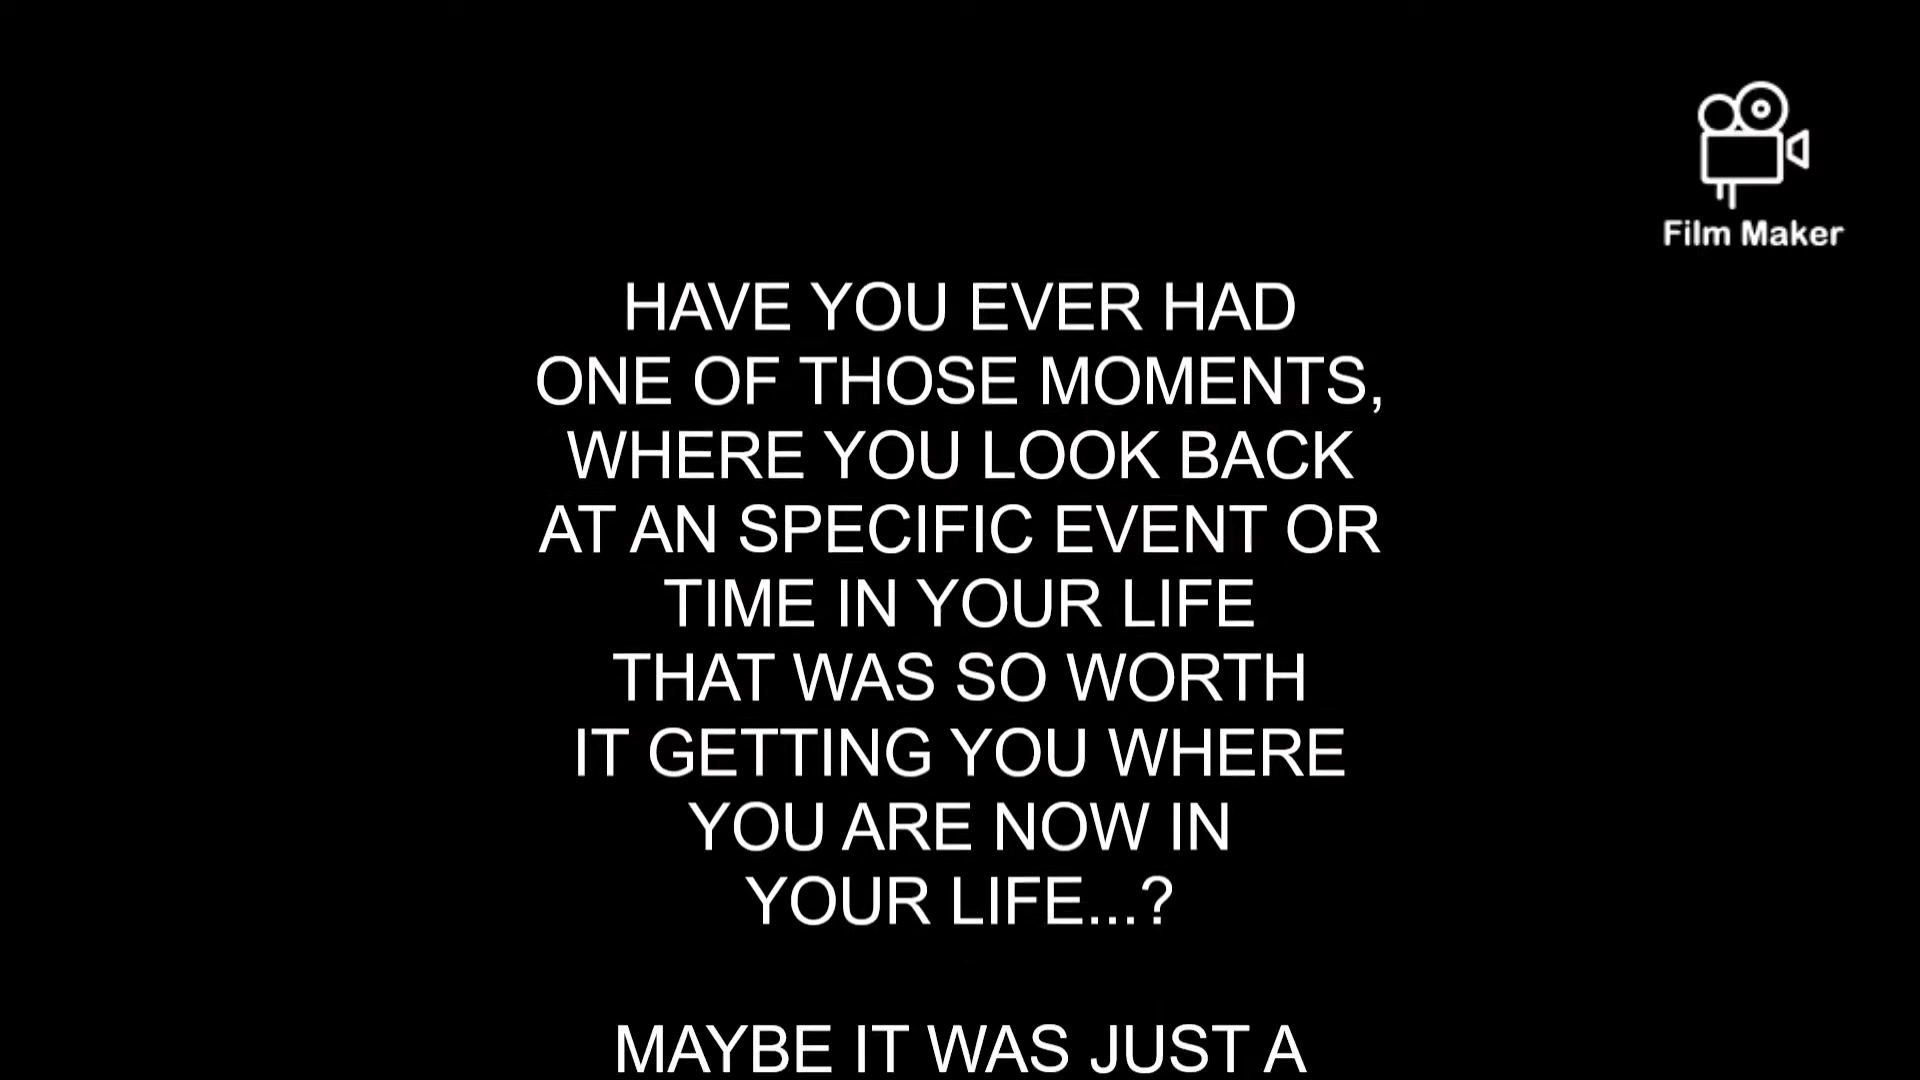 Film Maker
HAVE YOU EVER HAD
ONE OF THOSE MOMENTS,
WHERE YOU LOOK BACK
AT AN SPECIFIC EVENT OR
TIME IN YOUR LIFE
THAT WAS SO WORTH
IT GETTING YOU WHERE
YOU ARE NOW IN
YOUR LIFE...?
MAYBE IT WAS JUST A